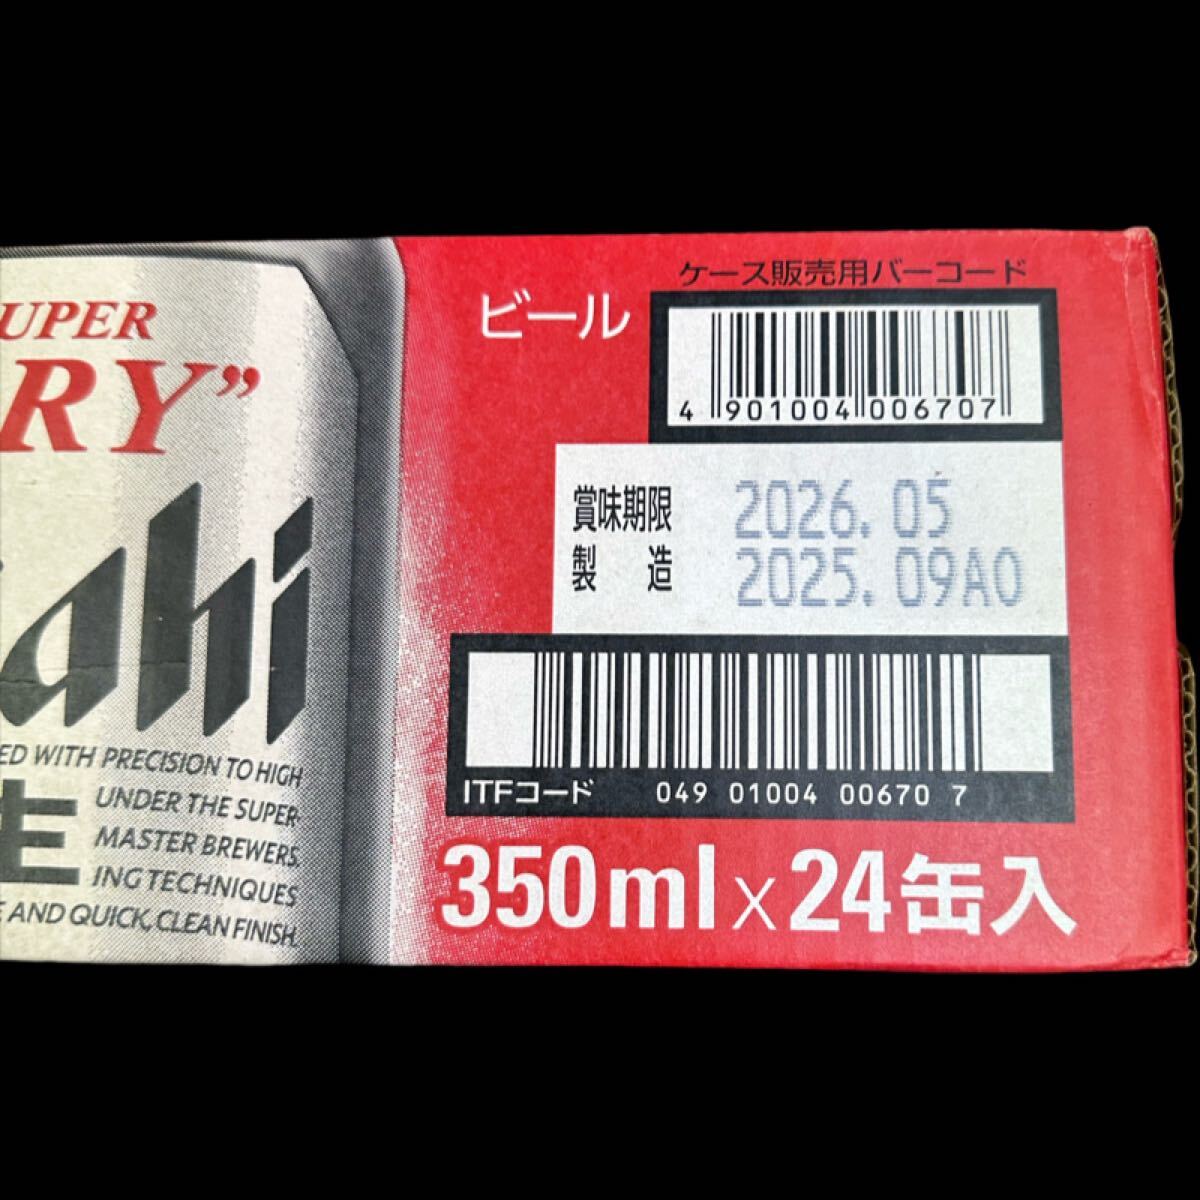 UPER
RY”
ahi
ED WITH PRECISION TO HIGH
UNDER THE SUPER
MASTER BREWERS.
ING TECHNIQUES
AND QUICK, CLEAN FINISH.
生
ビール
ケース販売用バーコード
4 901004 006707
賞味期限 2026.05
製 造 2025.09A0
ITFコード 049 01004 00670 7
350ml×24缶入